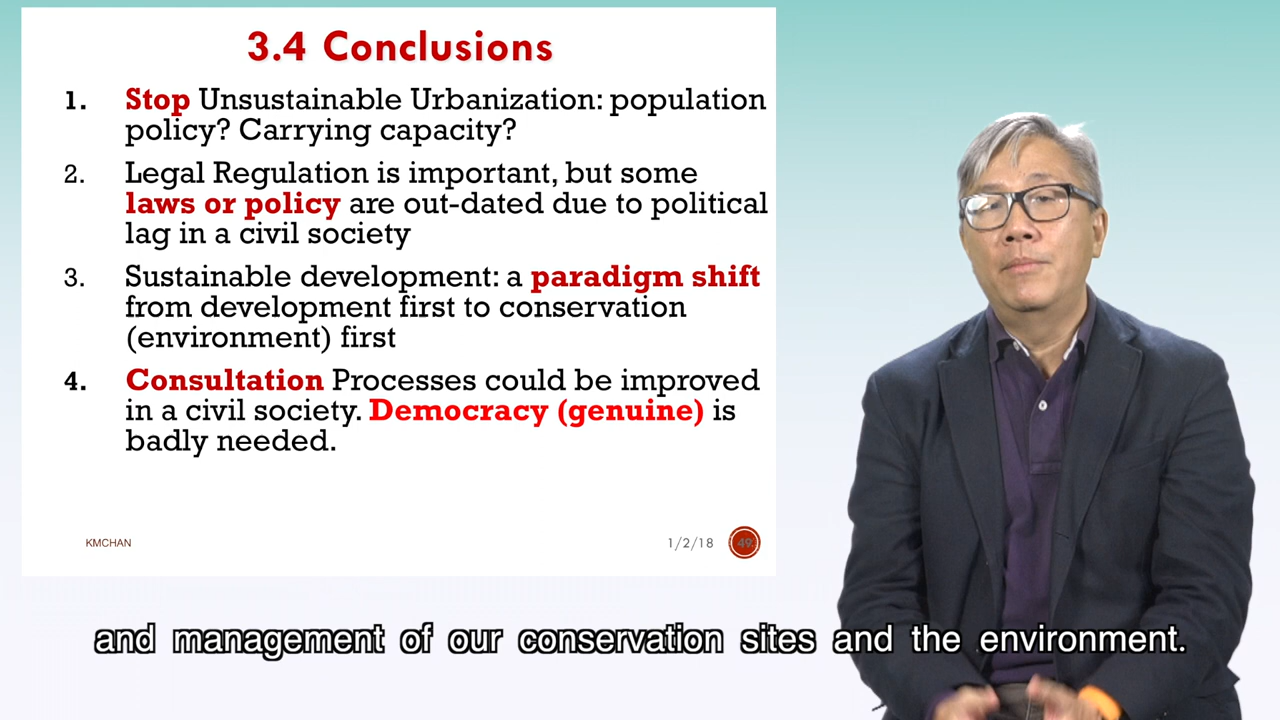 3.4 Conclusions
1. Stop Unsustainable Urbanization: population
policy? Carrying capacity?
2. Legal Regulation is important, but some
laws or policy are out-dated due to political
lag in a civil society
3. Sustainable development: a paradigm shift
from development first to conservation
(environment) first
4. Consultation Processes could be improved
in a civil society. Democracy (genuine) is
badly needed.
KMCHAN
1/2/18
49
and management of our conservation sites and the environment.